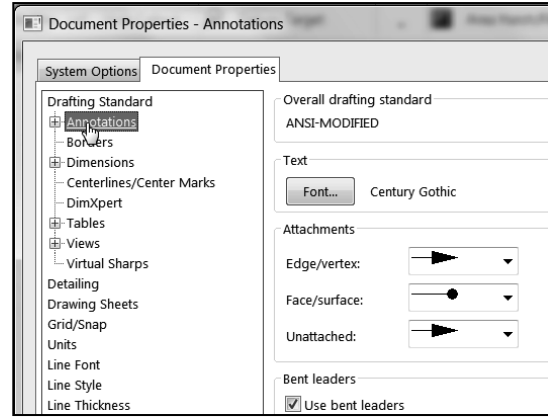 Document Properties - Annotations
System Options
Document Properties
Drafting Standard
Annotations
Borders
Dimensions
Centerlines/Center Marks
DimXpert
Tables
Views
Virtual Sharps
Detailing
Drawing Sheets
Grid/Snap
Units
Line Font
Line Style
Line Thickness
Overall drafting standard
ANSI-MODIFIED
Text
Font...
Century Gothic
Attachments
Edge/vertex:
Face/surface:
Unattached:
Bent leaders
Use bent leaders